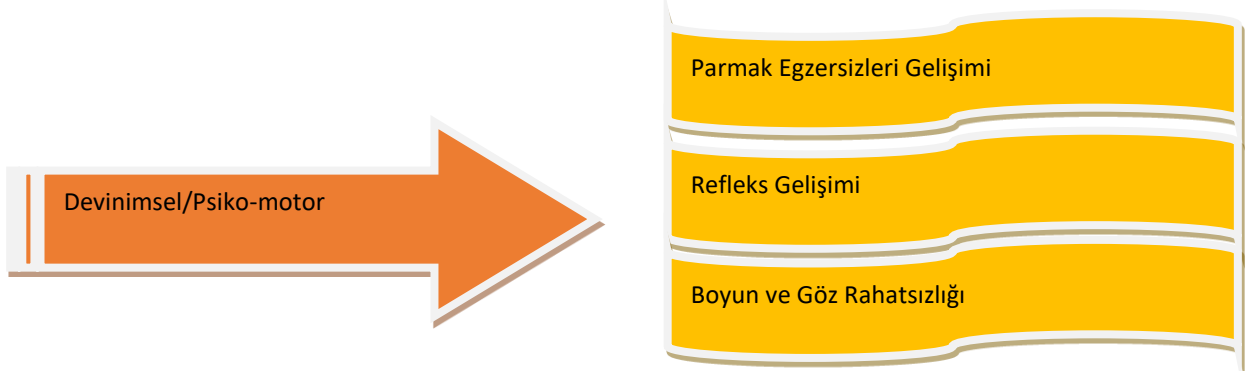 Devinimsel/Psiko-motor
Parmak Egzersizleri Gelişimi
Refleks Gelişimi
Boyun ve Göz Rahatsızlığı